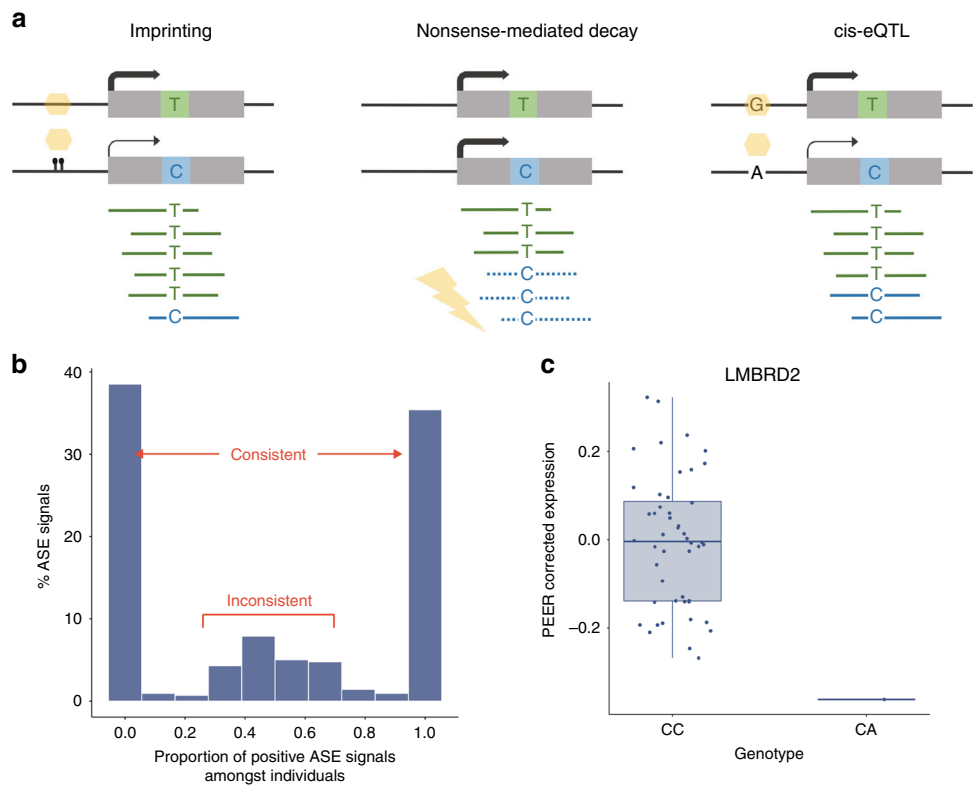 a
Imprinting
Nonsense-mediated decay
cis-eQTL
T
T
G
T
C
C
A
C
T
T
T
T
T
C
T
T
T
C
C
C
T
T
T
T
C
C
b
40
30
20
10
0
% ASE signals
Consistent
Inconsistent
0.0
0.2
0.4
0.6
0.8
1.0
Proportion of positive ASE signals
amongst individuals
c
LMBRD2
0.2
0.0
−0.2
PEER corrected expression
CC
CA
Genotype